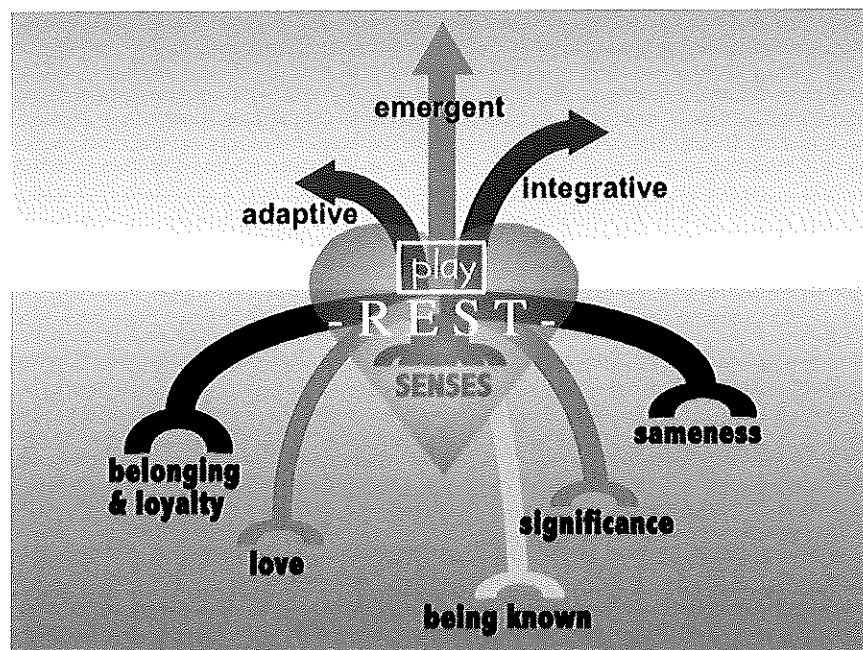 emergent
adaptive
integrative
play
- R E S T -
SENSES
sameness
belonging
& loyalty
significance
love
being known